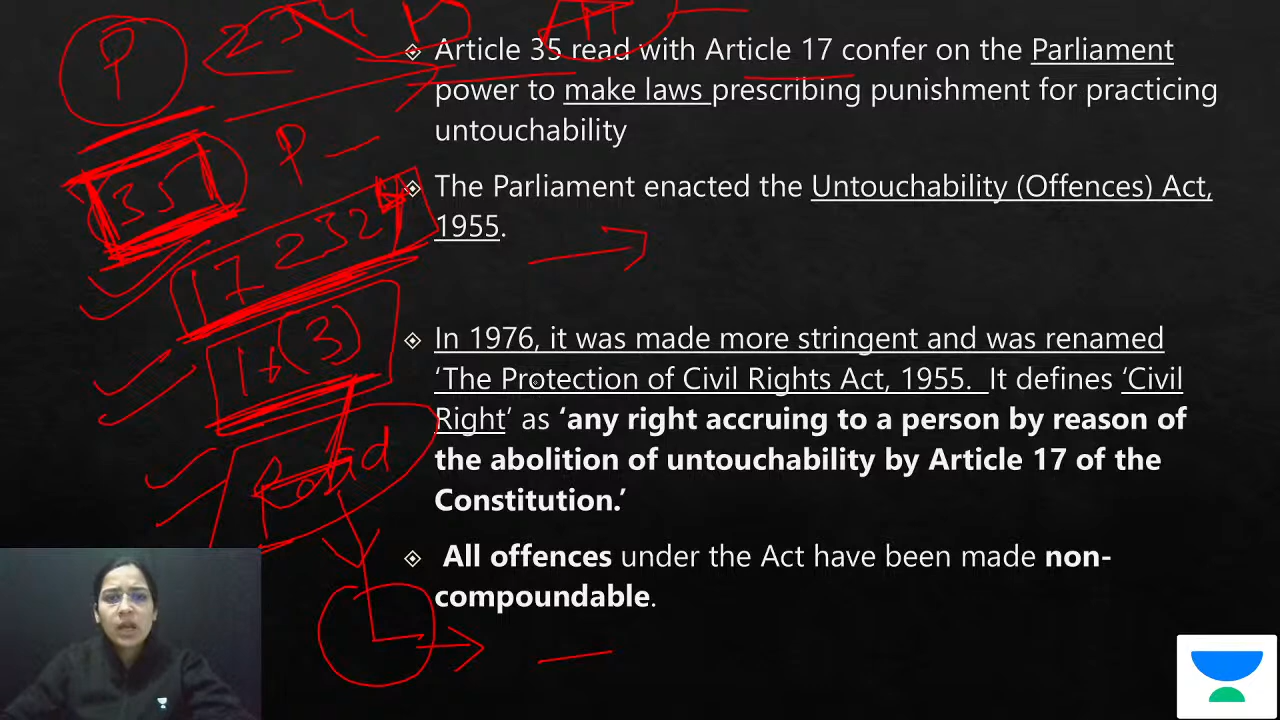 P
234
Article 35 read with Article 17 confer on the Parliament
power to make laws prescribing punishment for practicing
untouchability
P
35
The Parliament enacted the Untouchability (Offences) Act,
1955.
17 23 24
In 1976, it was made more stringent and was renamed
‘The Protection of Civil Rights Act, 1955. It defines ‘Civil
Right’ as ‘any right accruing to a person by reason of
the abolition of untouchability by Article 17 of the
Constitution.’
16(3)
All offences under the Act have been made non-
compoundable.